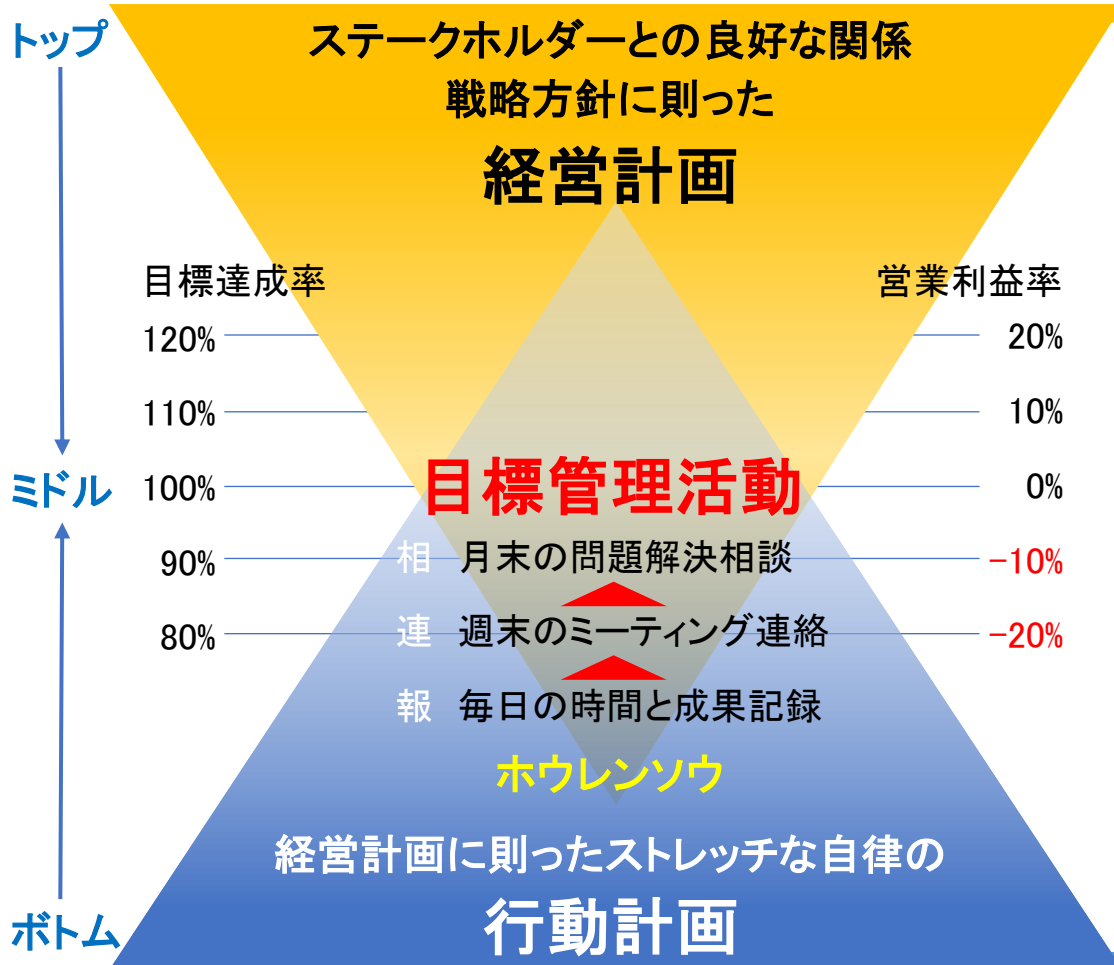 トップ
ステークホルダーとの良好な関係
戦略方針に則った
経営計画
目標達成率
営業利益率
120%
20%
110%
10%
目標管理活動
ミドル
100%
0%
90%
相 月末の問題解決相談
-10%
80%
連 週末のミーティング連絡
-20%
報 毎日の時間と成果記録
ホウレンソウ
経営計画に則ったストレッチな自律の
行動計画
ボトム